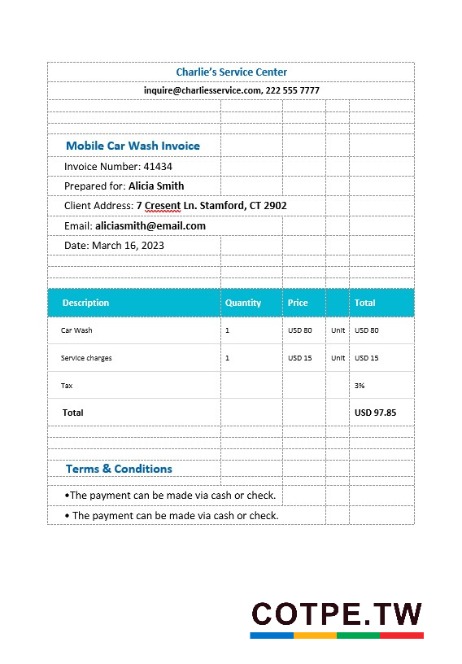 Charlie's Service Center
inquire@charliesservice.com, 222 555 7777
Mobile Car Wash Invoice
Invoice Number: 41434
Prepared for: Alicia Smith
Client Address: 7 Cresent Ln. Stamford, CT 2902
Email: aliciasmith@email.com
Date: March 16, 2023
Description Quantity Price Total
Car Wash 1 USD 80 Unit USD 80
Service charges 1 USD 15 Unit USD 15
Tax 3%
Total USD 97.85
Terms & Conditions
•The payment can be made via cash or check.
• The payment can be made via cash or check.
COTPE.TW